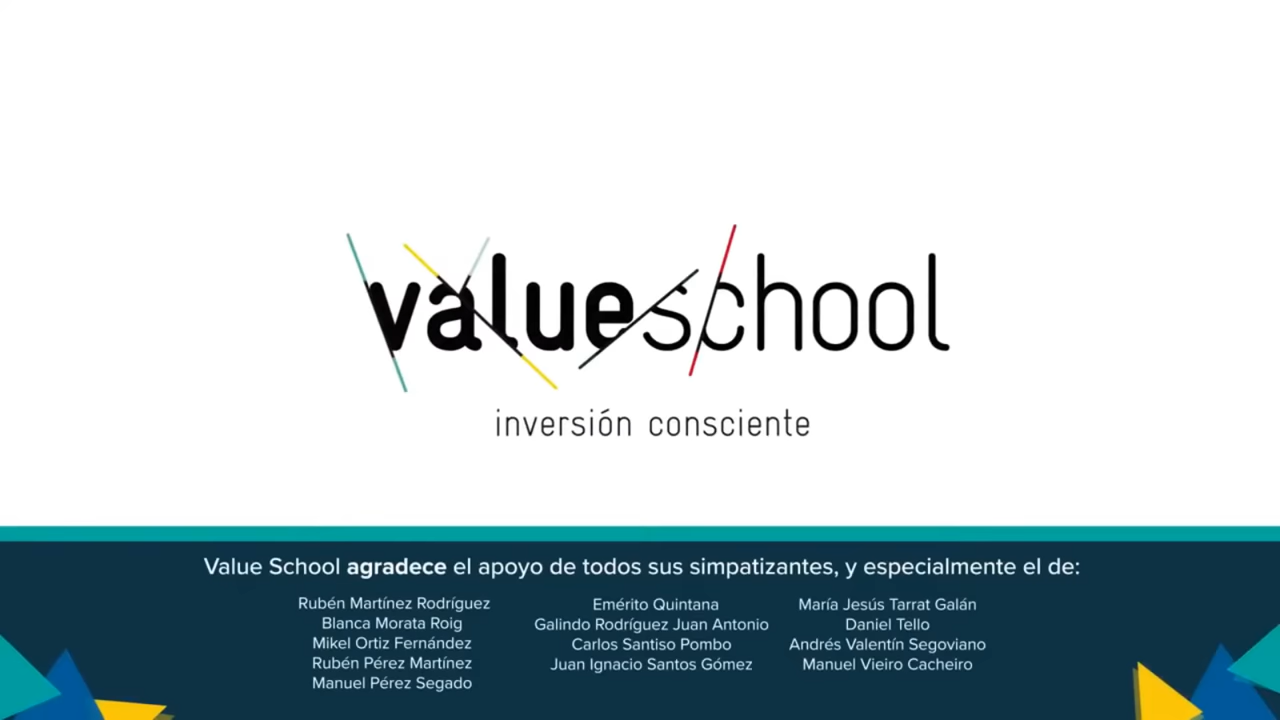 valueschool
inversión consciente
Value School agradece el apoyo de todos sus simpatizantes, y especialmente el de:
Rubén Martínez Rodríguez
Blanca Morata Roig
Mikel Ortiz Fernández
Rubén Pérez Martínez
Manuel Pérez Segado
Emérito Quintana
Galindo Rodríguez Juan Antonio
Carlos Santiso Pombo
Juan Ignacio Santos Gómez
María Jesús Tarrat Galán
Daniel Tello
Andrés Valentín Segoviano
Manuel Vieiro Cacheiro